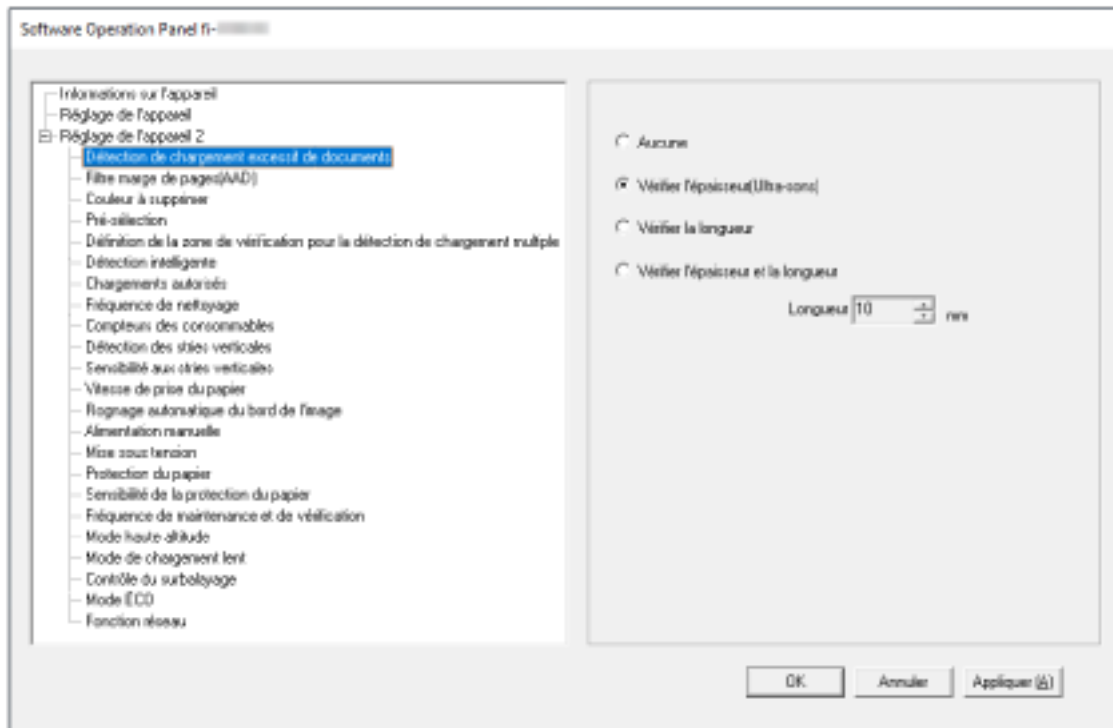 Software Operation Panel fi-
Informations sur l'appareil
Réglage de l'appareil
Réglage de l'appareil 2
Détection de chargement excessif de documents
Filtre marge de pages(AAD)
Couleur à supprimer
Pré-sélection
Définition de la zone de vérification pour la détection de chargement multiple
Détection intelligente
Chargements autorisés
Fréquence de nettoyage
Compteurs des consommables
Détection des stries verticales
Sensibilité aux stries verticales
Vitesse de prise du papier
Rognage automatique du bord de l'image
Alimentation manuelle
Mise sous tension
Protection du papier
Sensibilité de la protection du papier
Fréquence de maintenance et de vérification
Mode haute altitude
Mode de chargement lent
Contrôle du surbalayage
Mode ÉCO
Fonction réseau
Aucune
Vérifier l'épaisseur(Ultra-sons)
Vérifier la longueur
Vérifier l'épaisseur et la longueur
Longueur 10 mm
OK Annuler Appliquer (A)